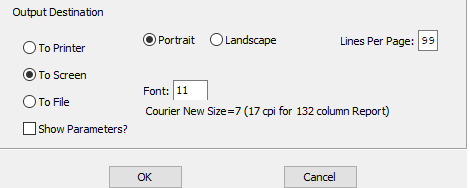 Output Destination
To Printer
Portrait
Landscape
Lines Per Page: 99
To Screen
Font: 11
To File
Courier New Size=7 (17 cpi for 132 column Report)
Show Parameters?
OK
Cancel